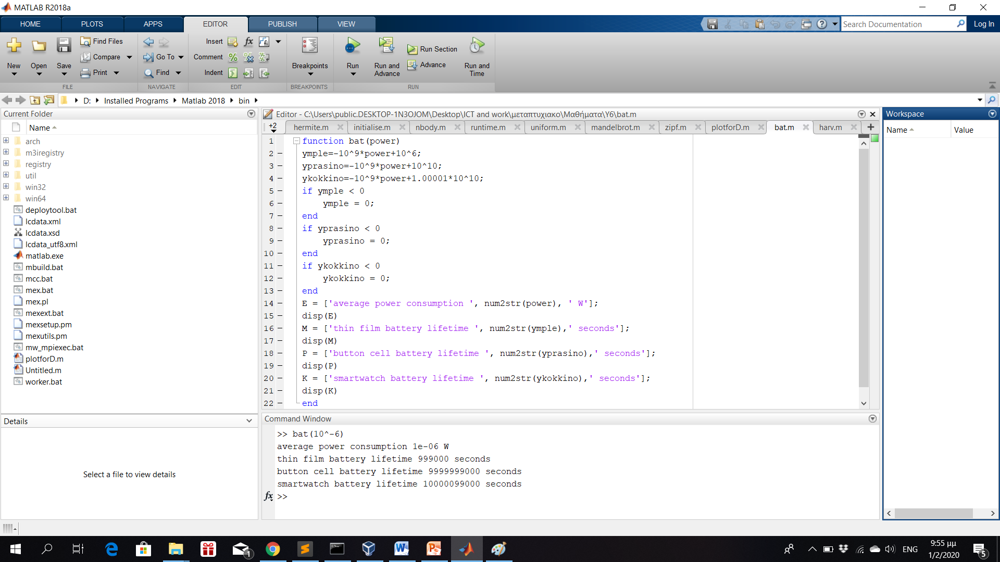 MATLAB R2018a
HOME PLOTS APPS EDITOR PUBLISH VIEW
Search Documentation
Log In
New
Open
Save
Find Files
Compare
Print
FILE
Go To
Find
NAVIGATE
Insert
Comment
Indent
EDIT
Breakpoints
BREAKPOINTS
Run
Run and Advance
Run Section
Advance
Run and Time
RUN
D: Installed Programs Matlab 2018 bin
Current Folder
Name
arch
m3iregistry
registry
util
win32
win64
deploytool.bat
lcdata.xml
lcdata.xsd
lcdata_utf8.xml
matlab.exe
mbuild.bat
mcc.bat
mex.bat
mex.pl
mexext.bat
mexsetup.pm
mexutils.pm
mw_mpiexec.bat
plotforD.m
Untitled.m
worker.bat
Details
Select a file to view details
Editor - C:\Users\public.DESKTOP-1N3OJOM\Desktop\ICT and work\μεταπτυχιακο\Μαθήματα\Y6\bat.m
+2 hermite.m initialise.m nbody.m runtime.m uniform.m mandelbrot.m zipf.m plotforD.m bat.m harv.m
1 function bat(power)
2 ymple=-10^9*power+10^6;
3 yprasino=-10^9*power+10^10;
4 ykokkino=-10^9*power+1.00001*10^10;
5 if ymple < 0
6 ymple = 0;
7 end
8 if yprasino < 0
9 yprasino = 0;
10 end
11 if ykokkino < 0
12 ykokkino = 0;
13 end
14 E = ['average power consumption ', num2str(power), ' W'];
15 disp(E)
16 M = ['thin film battery lifetime ', num2str(ymple),' seconds'];
17 disp(M)
18 P = ['button cell battery lifetime ', num2str(yprasino),' seconds'];
19 disp(P)
20 K = ['smartwatch battery lifetime ', num2str(ykokkino),' seconds'];
21 disp(K)
22 end
Command Window
>> bat(10^-6)
average power consumption 1e-06 W
thin film battery lifetime 999000 seconds
button cell battery lifetime 9999999000 seconds
smartwatch battery lifetime 10000099000 seconds
fx >>
Workspace
Name Value
1
ENG
9:55 μμ
1/2/2020
5